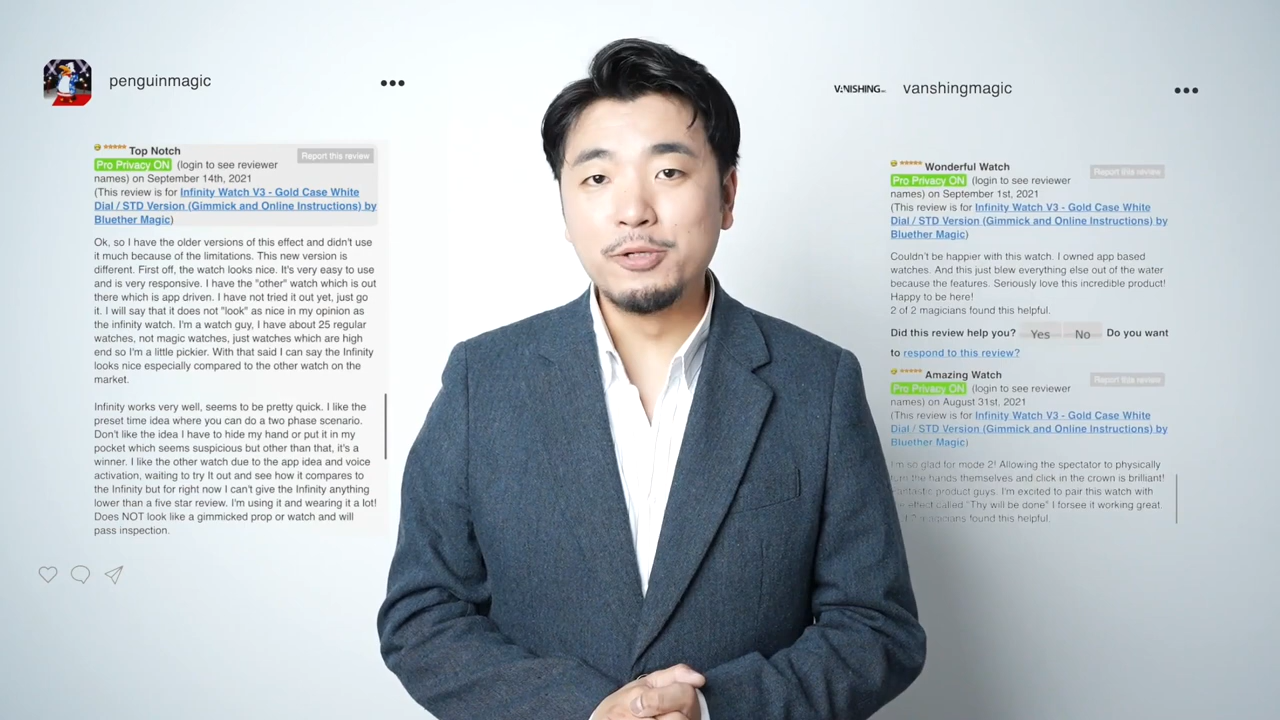 penguinmagic
Top Notch
Report this review
Pro Privacy ON (login to see reviewer
names) on September 14th, 2021
(This review is for Infinity Watch V3 - Gold Case White
Dial / STD Version (Gimmick and Online Instructions) by
Bluether Magic)
Ok, so I have the older versions of this effect and didn't use
it much because of the limitations. This new version is
different. First off, the watch looks nice. It's very easy to use
and is very responsive. I have the "other" watch which is out
there which is app driven. I have not tried it out yet, just go
it. I will say that it does not "look" as nice in my opinion as
the infinity watch. I'm a watch guy, I have about 25 regular
watches, not magic watches, just watches which are high
end so I'm a little pickier. With that said I can say the Infinity
looks nice especially compared to the other watch on the
market.
Infinity works very well, seems to be pretty quick. I like the
preset time idea where you can do a two phase scenario.
Don't like the idea I have to hide my hand or put it in my
pocket which seems suspicious but other than that, it's a
winner. I like the other watch due to the app idea and voice
activation, waiting to try It out and see how it compares to
the Infinity but for right now I can't give the Infinity anything
lower than a five star review. I'm using it and wearing it a lot!
Does NOT look like a gimmicked prop or watch and will
pass inspection.
VANISHING
vanshingmagic
Wonderful Watch
Report this review
Pro Privacy ON (login to see reviewer
names) on September 1st, 2021
(This review is for Infinity Watch V3 - Gold Case White
Dial / STD Version (Gimmick and Online Instructions) by
Bluether Magic)
Couldn't be happier with this watch. I owned app based
watches. And this just blew everything else out of the water
because the features. Seriously love this incredible product!
Happy to be here!
2 of 2 magicians found this helpful.
Did this review help you? Yes No Do you want
to respond to this review?
Amazing Watch
Report this review
Pro Privacy ON (login to see reviewer
names) on August 31st, 2021
(This review is for Infinity Watch V3 - Gold Case White
Dial / STD Version (Gimmick and Online Instructions) by
Bluether Magic)
I'm so glad for mode 2! Allowing the spectator to physically
turn the hands themselves and click in the crown is brilliant!
Fantastic product guys. I'm excited to pair this watch with
effect called "Thy will be done" I forsee it working great.
magicians found this helpful.